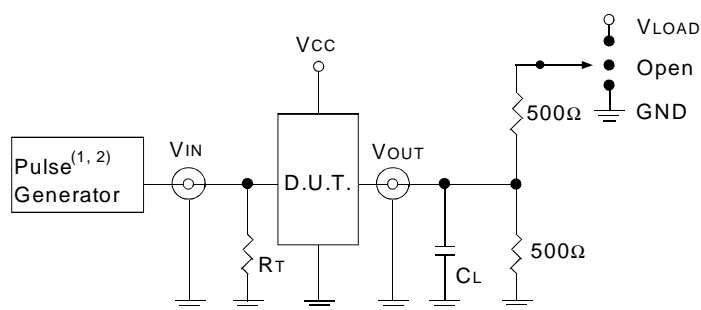 VLOAD
VCC
Open
500Ω
GND
VIN
VOUT
Pulse(1, 2)
Generator
D.U.T.
RT
CL
500Ω